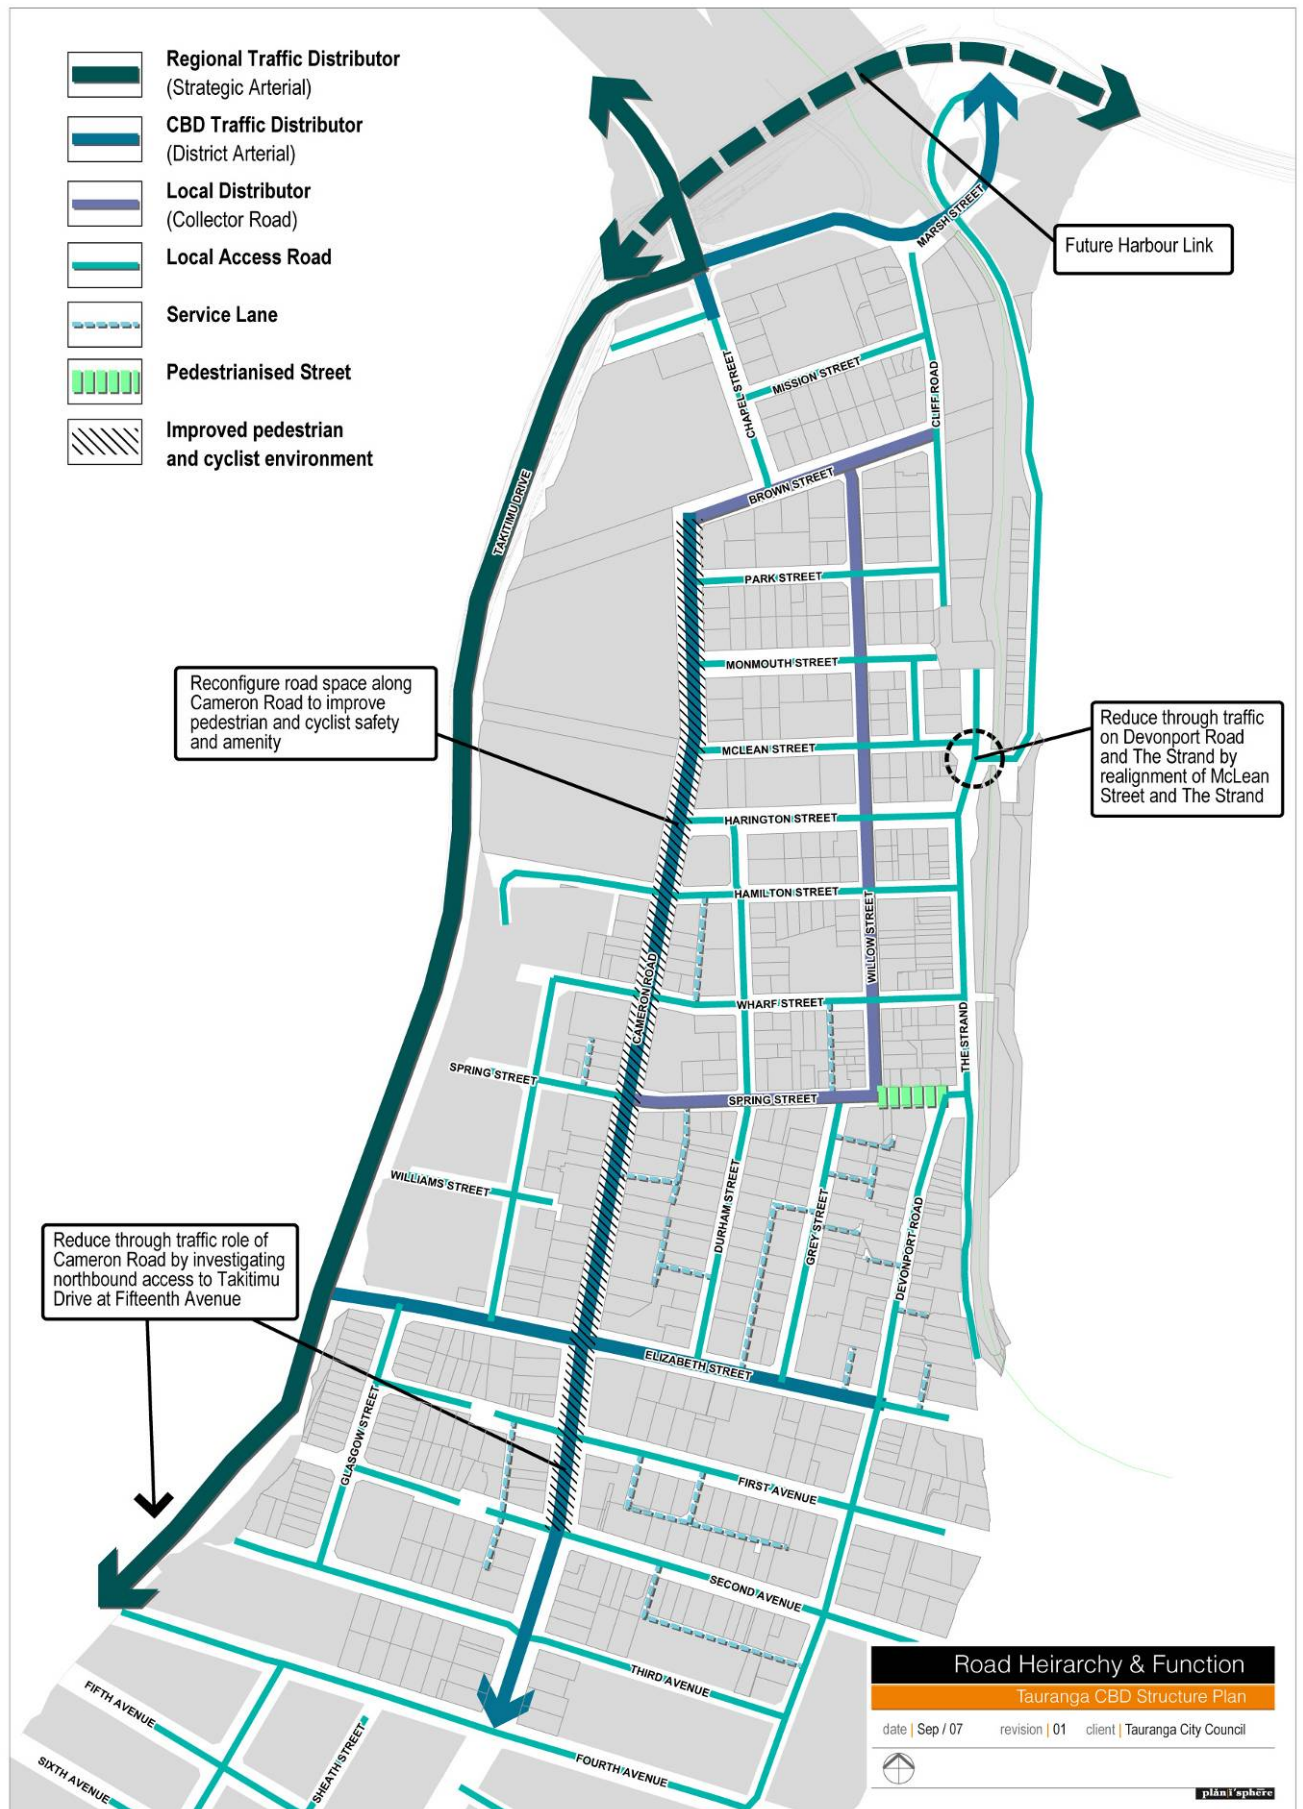 Regional Traffic Distributor
(Strategic Arterial)
CBD Traffic Distributor
(District Arterial)
Local Distributor
(Collector Road)
Local Access Road
Service Lane
Pedestrianised Street
Improved pedestrian
and cyclist environment
MARSH STREET
Future Harbour Link
CHAPEL STREET
MISSION STREET
CLIFF ROAD
TAKITIMU DRIVE
BROWN STREET
PARK STREET
MONMOUTH STREET
Reconfigure road space along
Cameron Road to improve
pedestrian and cyclist safety
and amenity
MCLEAN STREET
Reduce through traffic
on Devonport Road
and The Strand by
realignment of McLean
Street and The Strand
HARINGTON STREET
HAMILTON STREET
WILLOW STREET
CAMERON ROAD
WHARF STREET
THE STRAND
SPRING STREET
SPRING STREET
WILLIAMS STREET
DURHAM STREET
GREY STREET
DEVONPORT ROAD
Reduce through traffic role of
Cameron Road by investigating
northbound access to Takitimu
Drive at Fifteenth Avenue
ELIZABETH STREET
GLASGOW STREET
FIRST AVENUE
SECOND AVENUE
THIRD AVENUE
FOURTH AVENUE
FIFTH AVENUE
SIXTH AVENUE
SHEATH STREET
Road Heirarchy & Function
Tauranga CBD Structure Plan
date | Sep / 07 revision | 01 client | Tauranga City Council
plan i'sphere